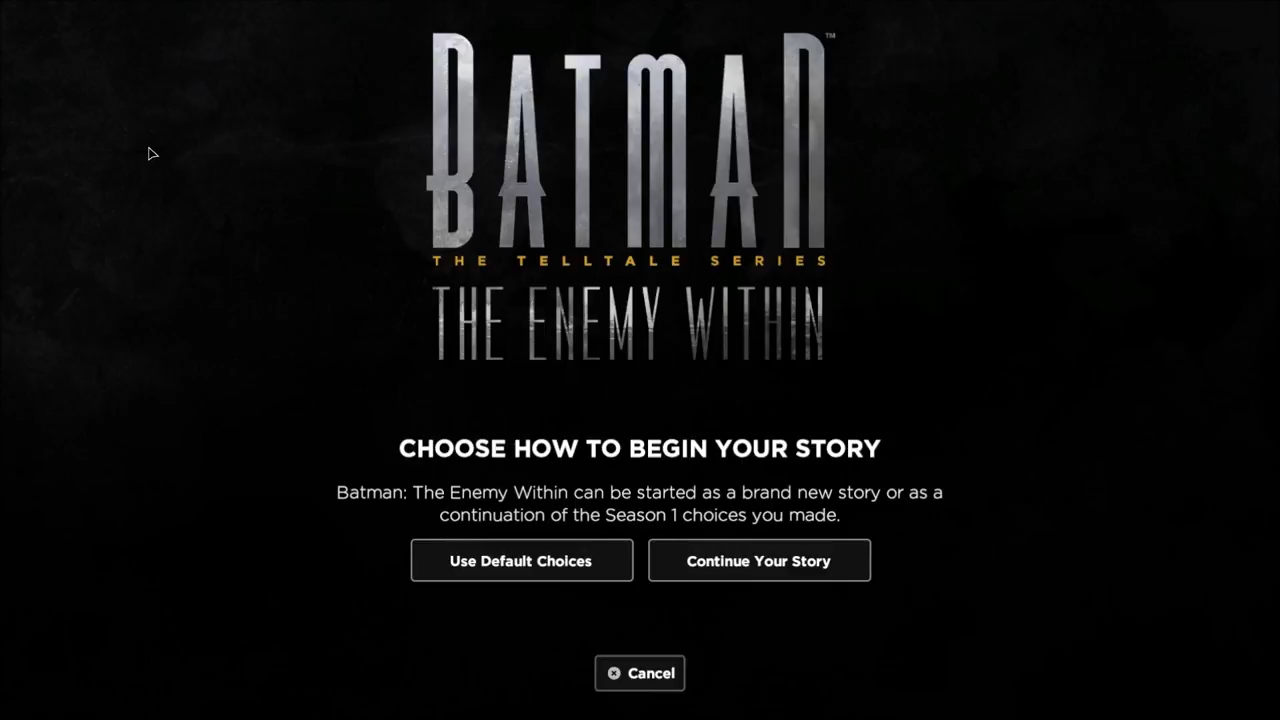 BATMAN™
THE TELLTALE SERIES
THE ENEMY WITHIN
CHOOSE HOW TO BEGIN YOUR STORY
Batman: The Enemy Within can be started as a brand new story or as a
continuation of the Season 1 choices you made.
Use Default Choices
Continue Your Story
Cancel